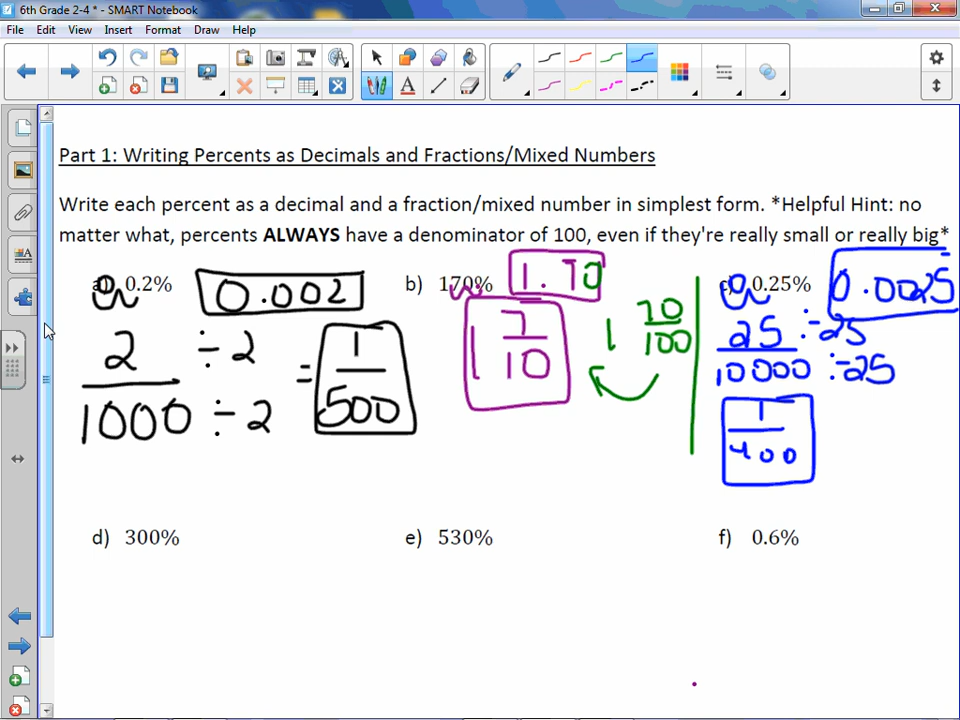 6th Grade 2-4 * - SMART Notebook
File Edit View Insert Format Draw Help
Part 1: Writing Percents as Decimals and Fractions/Mixed Numbers
Write each percent as a decimal and a fraction/mixed number in simplest form. *Helpful Hint: no
matter what, percents ALWAYS have a denominator of 100, even if they're really small or really big*
a) 0.2% 0.002
2 ÷ 2
1000 ÷ 2
= 1
500
b) 170% 1.70
1 7
10
1 70
100
c) 0.25% 0.0025
25 ÷ 25
10000 ÷ 25
1
400
d) 300% e) 530% f) 0.6%